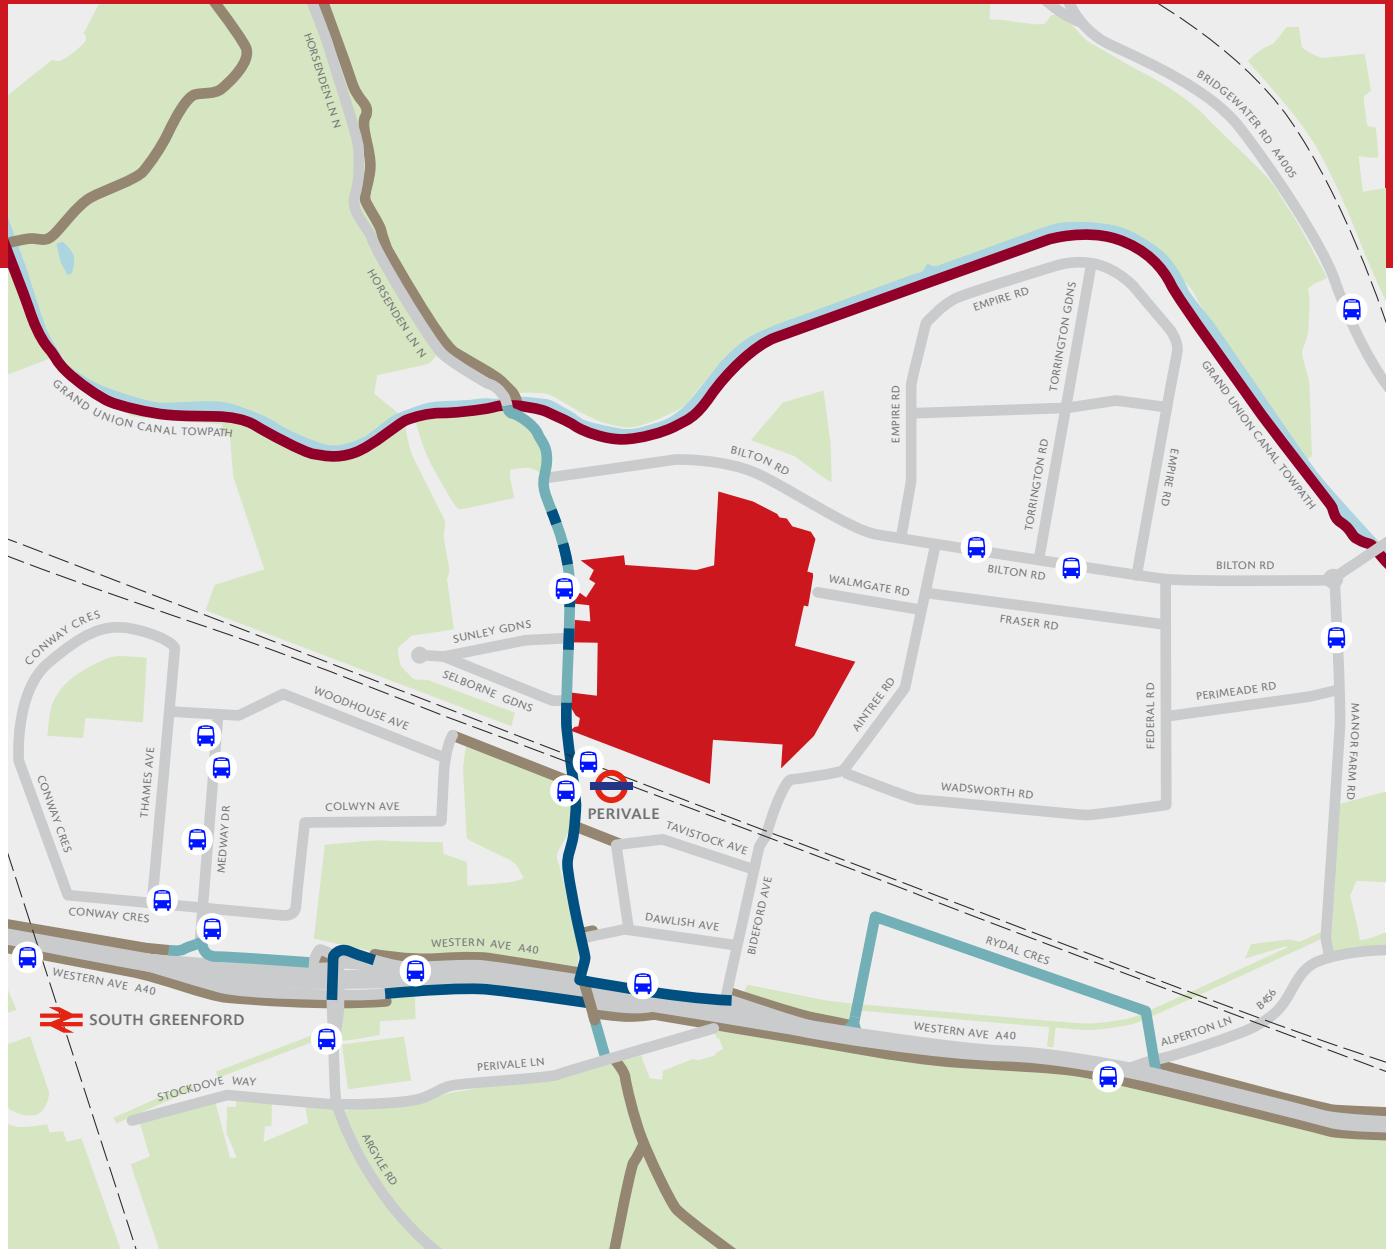 HORSENDEN LN N
BRIDGEWATER RD A4005
HORSENDEN LN N
EMPIRE RD
TORRINGTON GDNS
GRAND UNION CANAL TOWPATH
GRAND UNION CANAL TOWPATH
EMPIRE RD
BILTON RD
TORRINGTON RD
EMPIRE RD
BILTON RD
BILTON RD
WALMGATE RD
FRASER RD
CONWAY CRES
SUNLEY GDNS
SELBORNE GDNS
WOODHOUSE AVE
AINTREE RD
FEDERAL RD
PERIMEADE RD
MANOR FARM RD
THAMES AVE
CONWAY CRES
MEDWAY DR
COLWYN AVE
PERIVALE
WADSWORTH RD
TAVISTOCK AVE
CONWAY CRES
DAWLISH AVE
BIDEFORD AVE
WESTERN AVE A40
RYDAL CRES
WESTERN AVE A40
B456
SOUTH GREENFORD
WESTERN AVE A40
ALPERTON LN
PERIVALE LN
STOCKDOVE WAY
ARGYLE RD